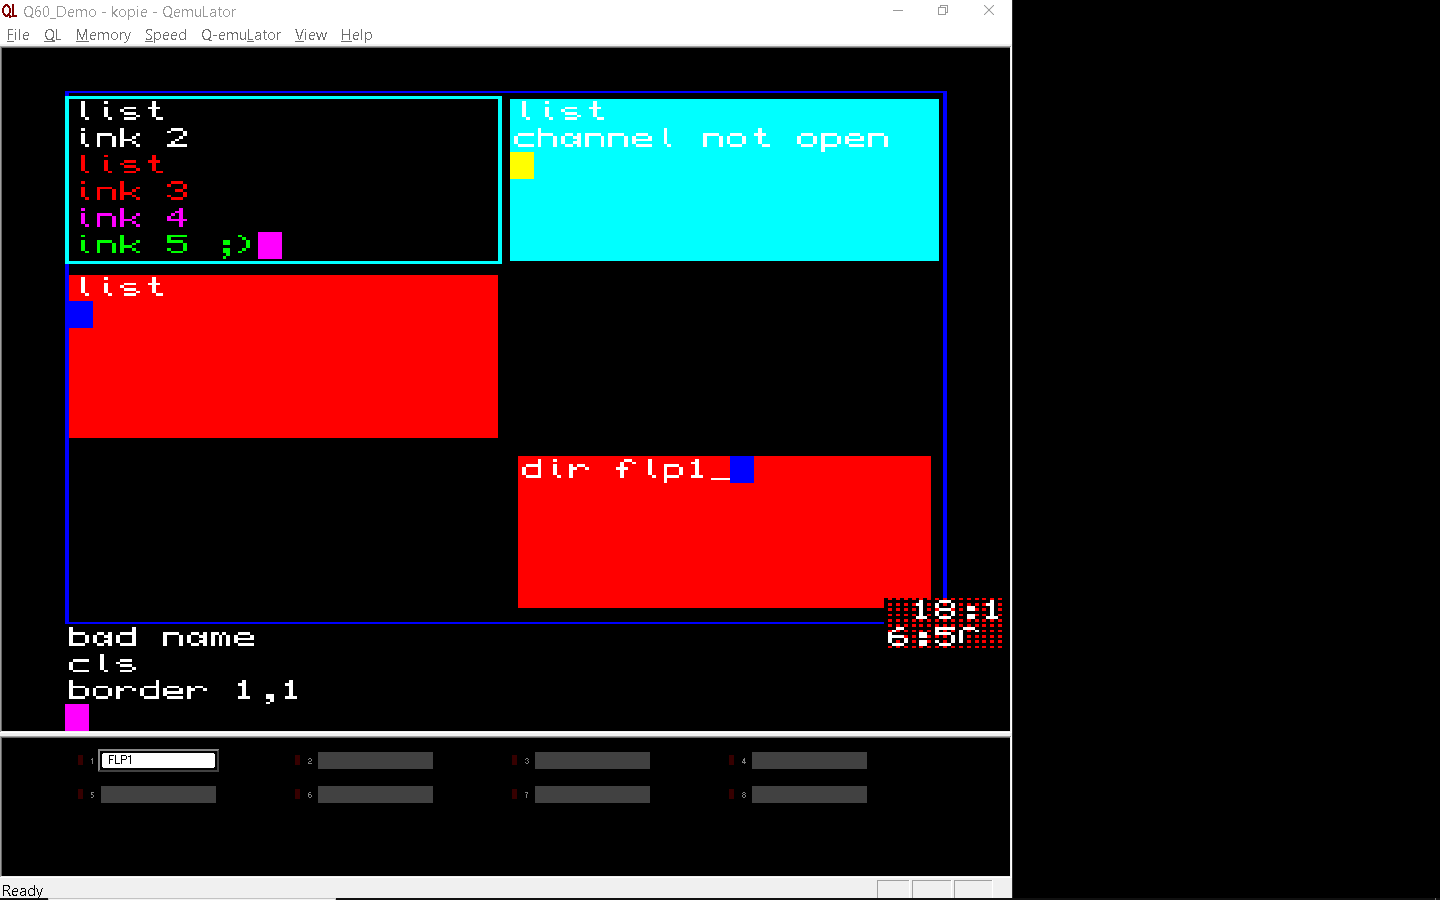 QL Q60_Demo - kopie - QemuLator
File QL Memory Speed Q-emuLator View Help
list
ink 2
list
ink 3
ink 4
ink 5 ;)
list
channel not open
list
dir flp1_
18:1
6:50
bad name
cls
border 1,1
1 FLP1 2 3 4
5 6 7 8
Ready